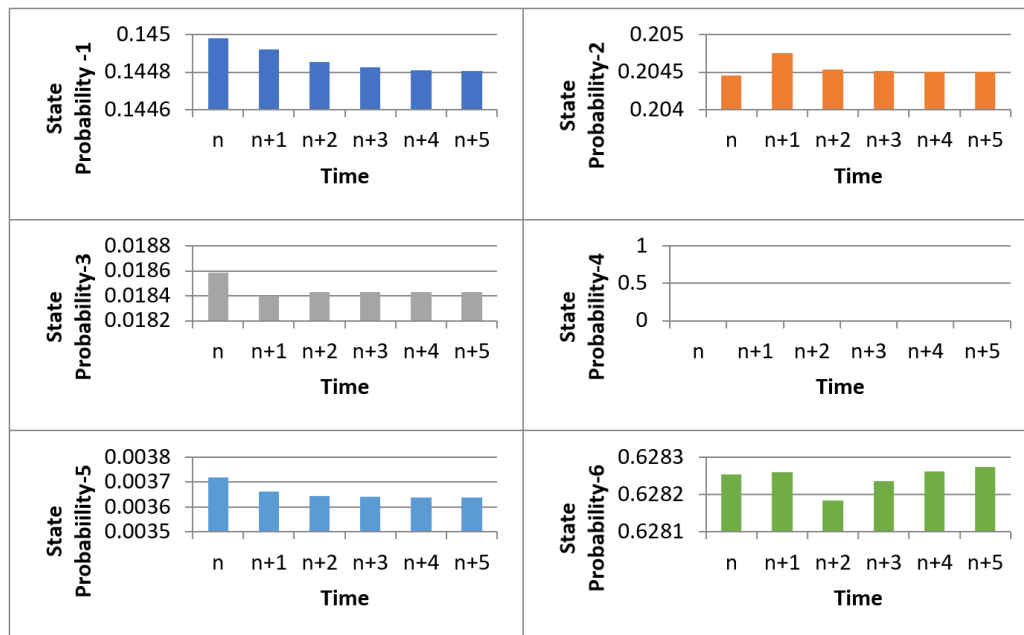 State
Probability -1
0.145
0.1448
0.1446
n n+1 n+2 n+3 n+4 n+5
Time
State
Probability-2
0.205
0.2045
0.204
n n+1 n+2 n+3 n+4 n+5
Time
State
Probability-3
0.0188
0.0186
0.0184
0.0182
n n+1 n+2 n+3 n+4 n+5
Time
State
Probability-4
1
0.5
0
n n+1 n+2 n+3 n+4 n+5
Time
State
Probability-5
0.0038
0.0037
0.0036
0.0035
n n+1 n+2 n+3 n+4 n+5
Time
State
Probability-6
0.6283
0.6282
0.6281
n n+1 n+2 n+3 n+4 n+5
Time